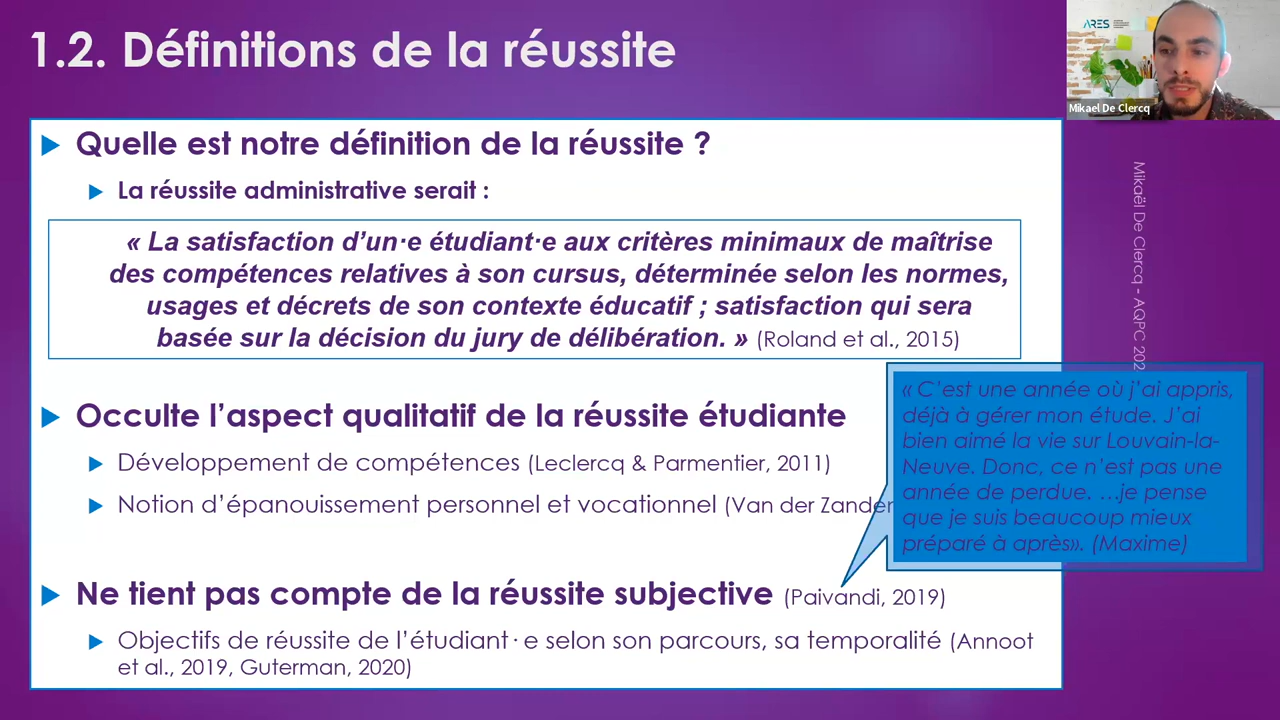 1.2. Définitions de la réussite
ARES
Mikael De Clercq
Quelle est notre définition de la réussite ?
La réussite administrative serait :
« La satisfaction d’un·e étudiant·e aux critères minimaux de maîtrise
des compétences relatives à son cursus, déterminée selon les normes,
usages et décrets de son contexte éducatif ; satisfaction qui sera
basée sur la décision du jury de délibération. » (Roland et al., 2015)
Occulte l’aspect qualitatif de la réussite étudiante
Développement de compétences (Leclercq & Parmentier, 2011)
Notion d’épanouissement personnel et vocationnel (Van der Zanden
« C’est une année où j’ai appris,
déjà à gérer mon étude. J’ai
bien aimé la vie sur Louvain-la-
Neuve. Donc, ce n’est pas une
année de perdue. …je pense
que je suis beaucoup mieux
préparé à après». (Maxime)
Ne tient pas compte de la réussite subjective (Paivandi, 2019)
Objectifs de réussite de l’étudiant·e selon son parcours, sa temporalité (Annoot
et al., 2019, Guterman, 2020)
Mikaël De Clercq - AQPC 202